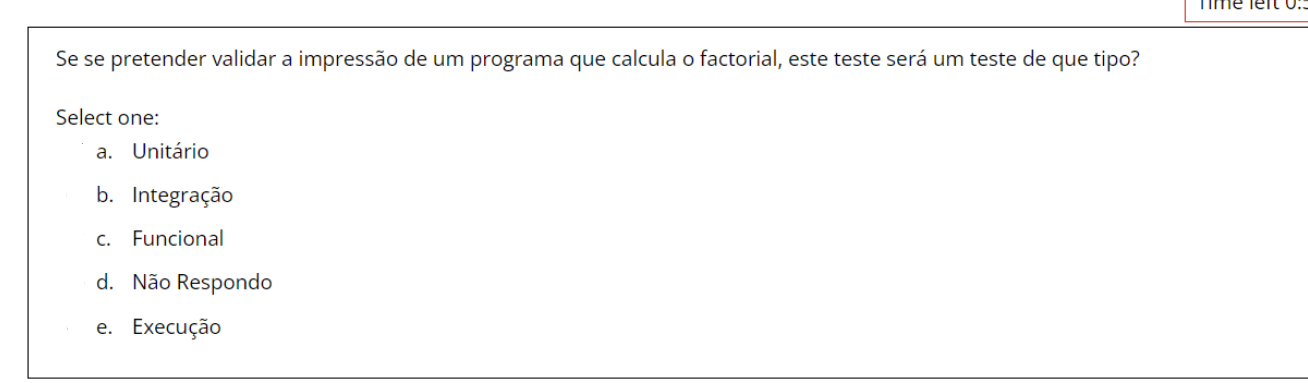 Time left 0:
Se se pretender validar a impressão de um programa que calcula o factorial, este teste será um teste de que tipo?
Select one:
a. Unitário
b. Integração
c. Funcional
d. Não Respondo
e. Execução